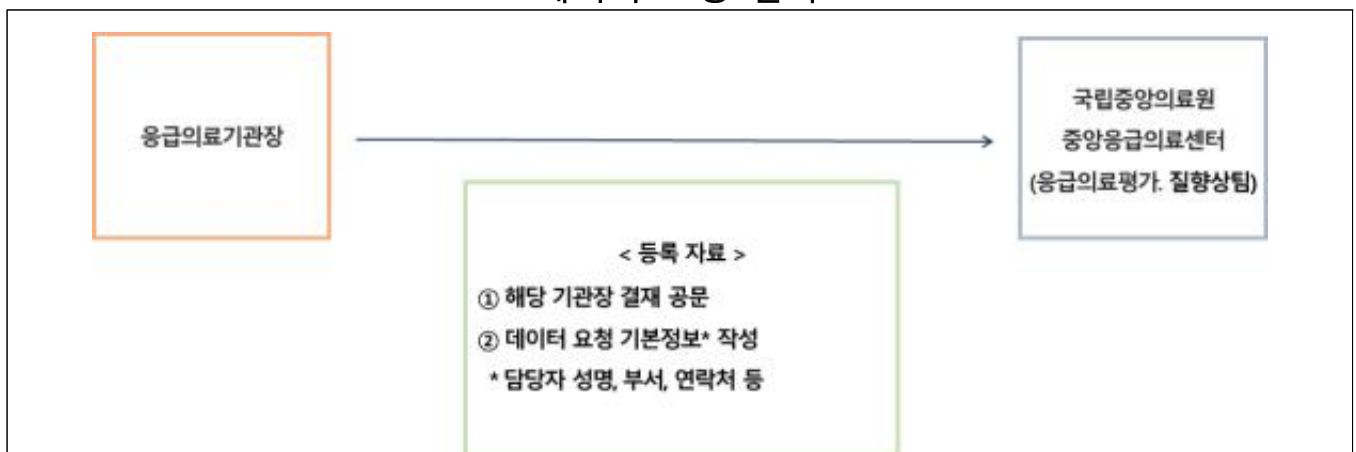 응급의료기관장
국립중앙의료원
중앙응급의료센터
(응급의료평가. 질향상팀)
< 등록 자료 >
① 해당 기관장 결재 공문
② 데이터 요청 기본정보* 작성
* 담당자 성명, 부서, 연락처 등